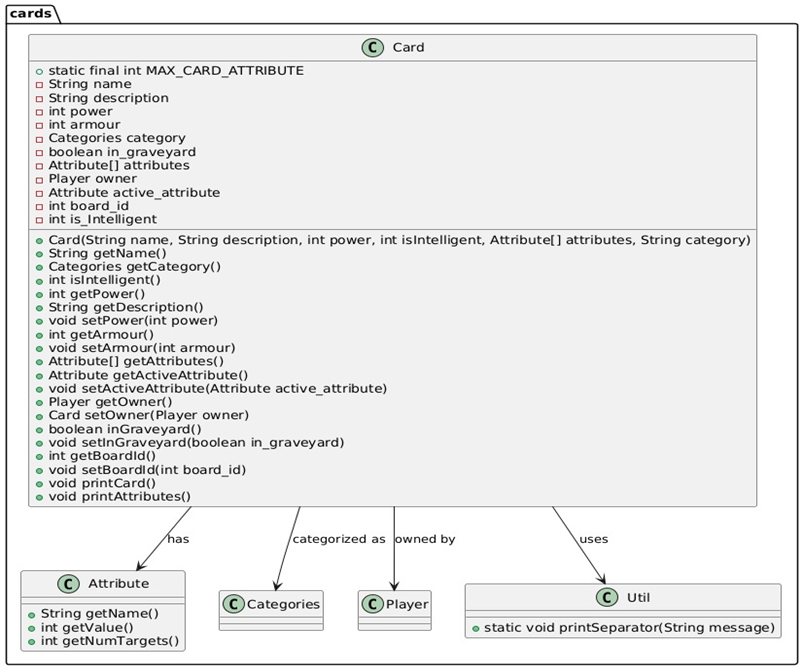 cards
C Card
static final int MAX_CARD_ATTRIBUTE
String name
String description
int power
int armour
Categories category
boolean in_graveyard
Attribute[] attributes
Player owner
Attribute active_attribute
int board_id
int is_Intelligent
Card(String name, String description, int power, int isIntelligent, Attribute[] attributes, String category)
String getName()
Categories getCategory()
int isIntelligent()
int getPower()
String getDescription()
void setPower(int power)
int getArmour()
void setArmour(int armour)
Attribute[] getAttributes()
Attribute getActiveAttribute()
void setActiveAttribute(Attribute active_attribute)
Player getOwner()
Card setOwner(Player owner)
boolean inGraveyard()
void setInGraveyard(boolean in_graveyard)
int getBoardId()
void setBoardId(int board_id)
void printCard()
void printAttributes()
has
categorized as
owned by
uses
C Attribute
String getName()
int getValue()
int getNumTargets()
C Categories
C Player
C Util
static void printSeparator(String message)